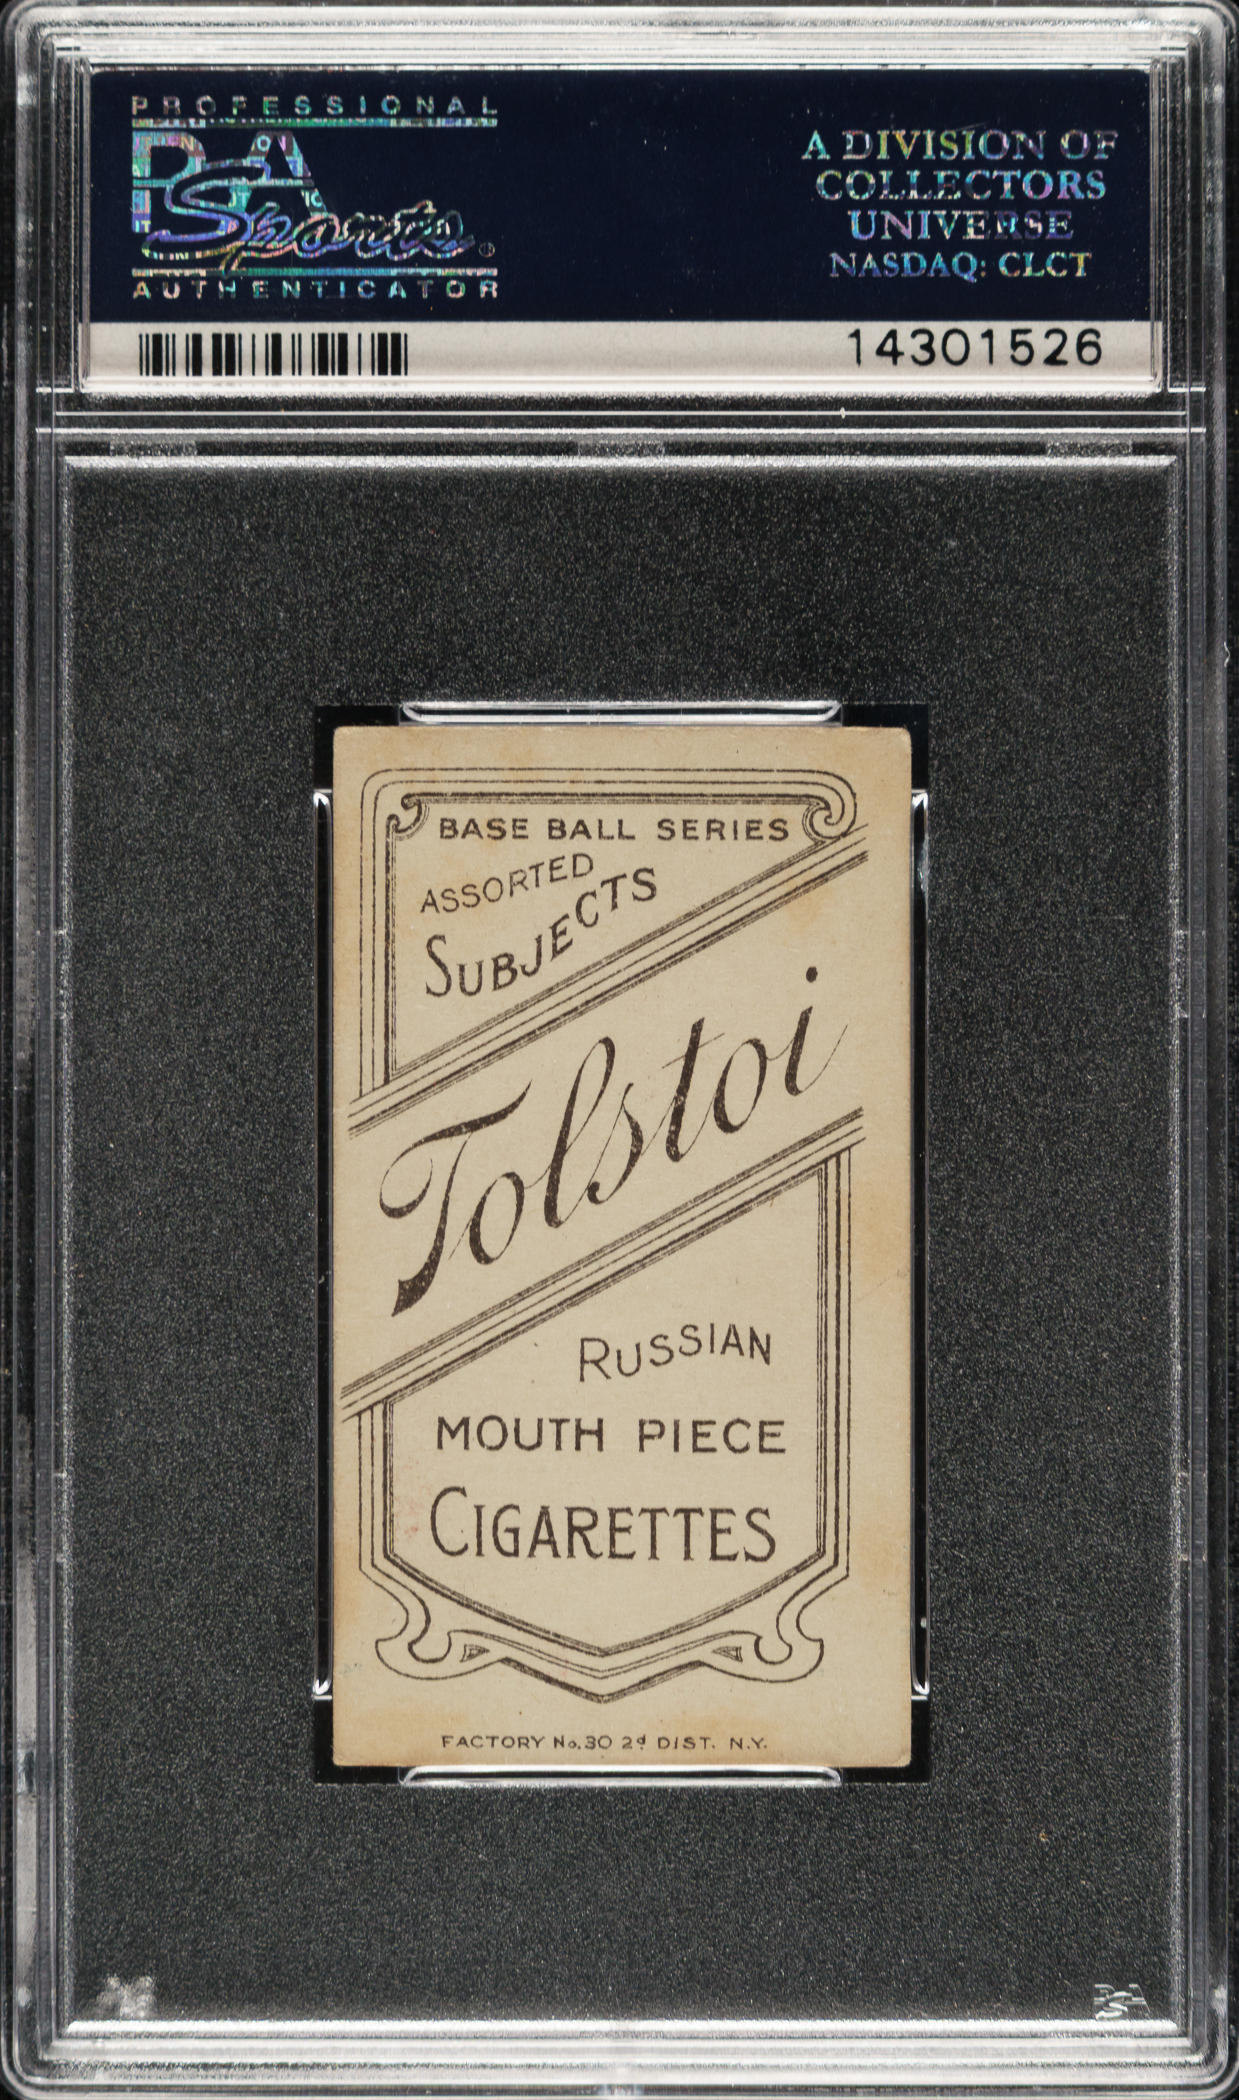 PROFESSIONAL
PSA
Sports®
AUTHENTICATOR
A DIVISION OF
COLLECTORS
UNIVERSE
NASDAQ: CLCT
14301526
BASE BALL SERIES
ASSORTED
SUBJECTS
Tolstoi
RUSSIAN
MOUTH PIECE
CIGARETTES
FACTORY No. 30 2d DIST. N.Y.